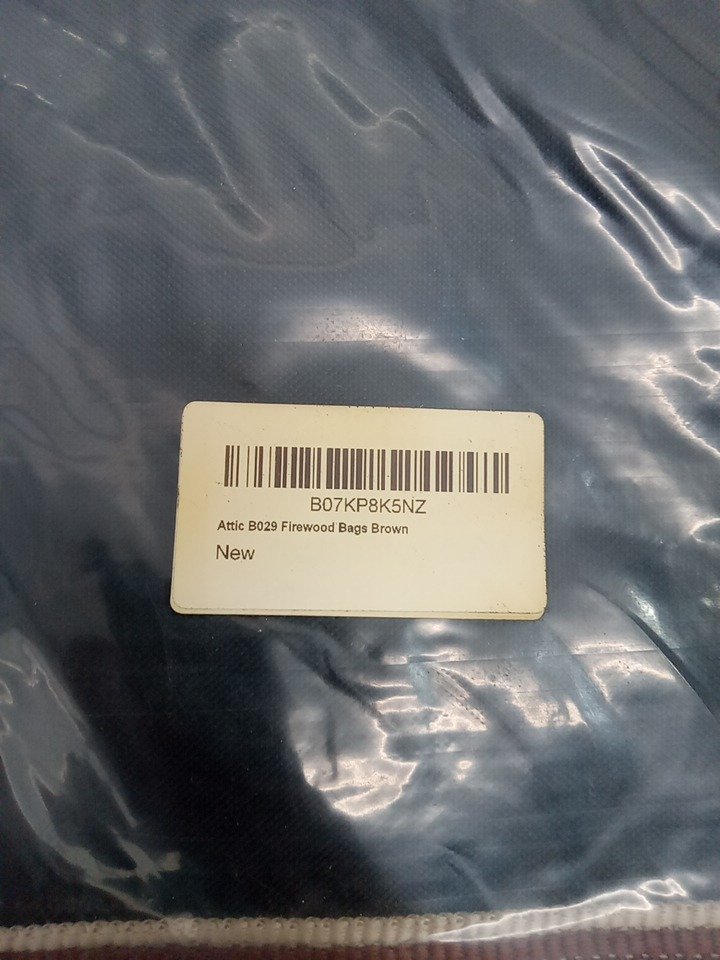 B07KP8K5NZ
Attic B029 Firewood Bags Brown
New